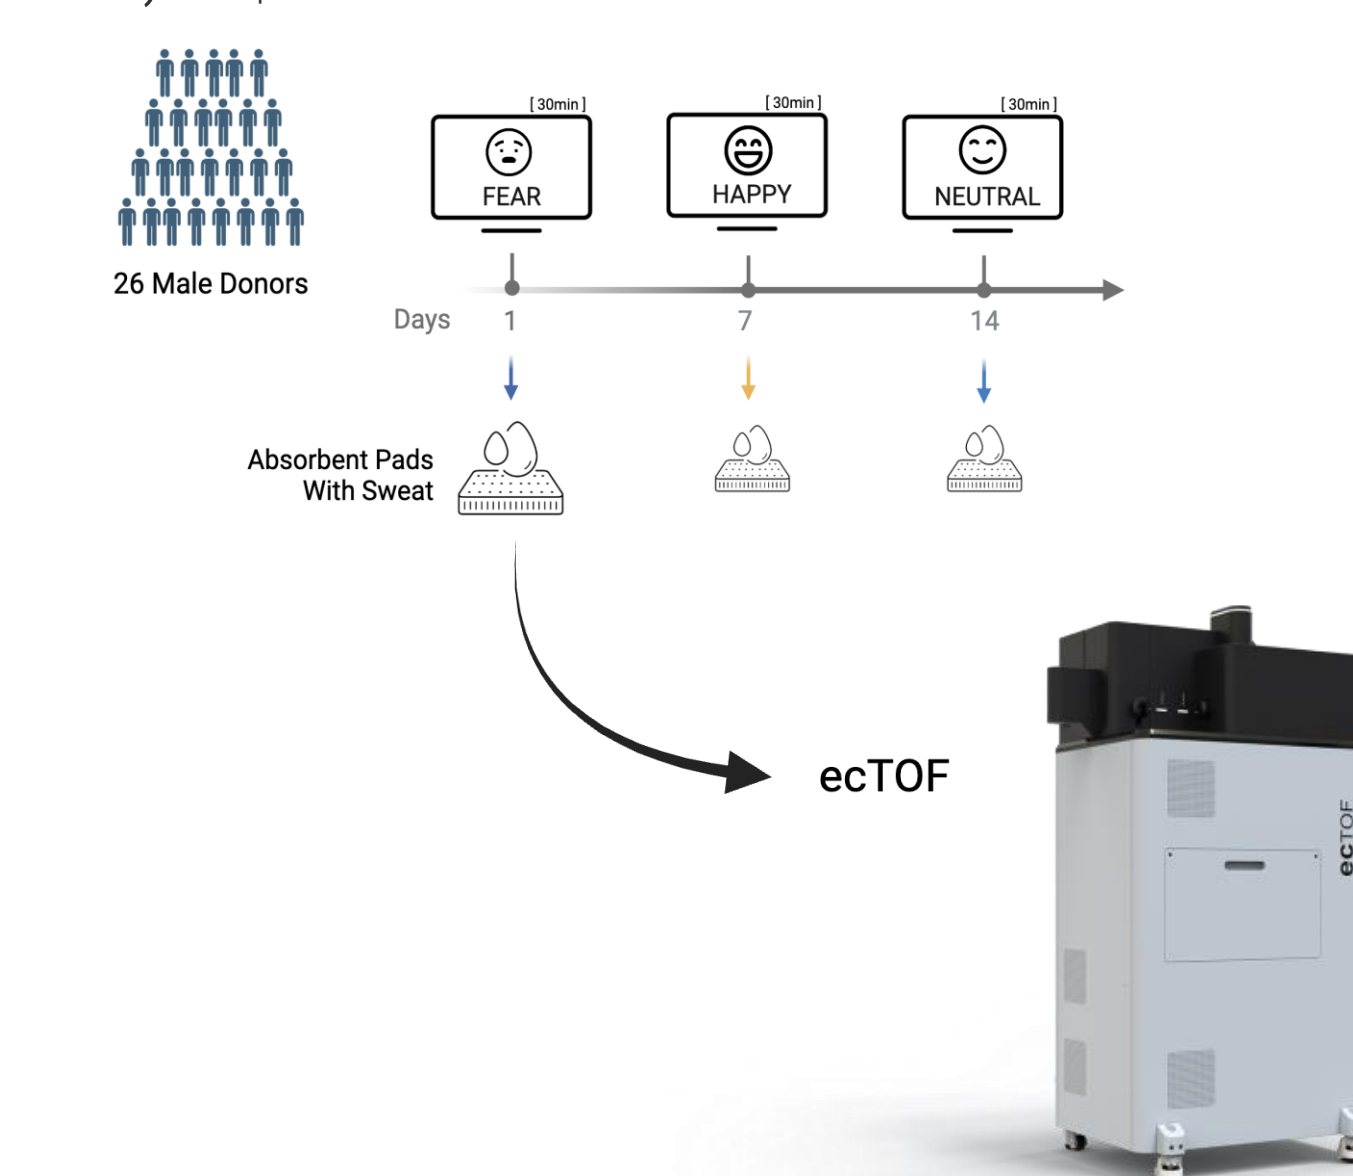 [ 30min ]
[ 30min ]
[ 30min ]
FEAR
HAPPY
NEUTRAL
26 Male Donors
Days
1
7
14
Absorbent Pads
With Sweat
ecTOF
ecTOF